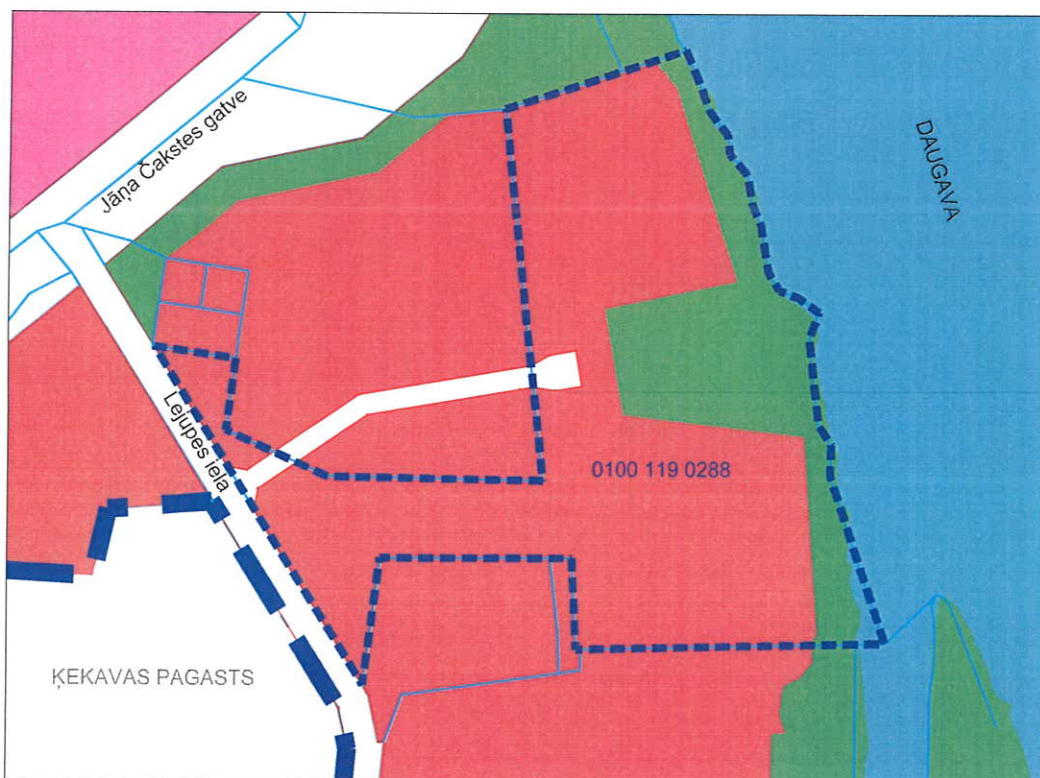 Jāņa Čakstes gatve
DAUGAVA
Lejupes iela
0100 119 0288
ĶEKAVAS PAGASTS